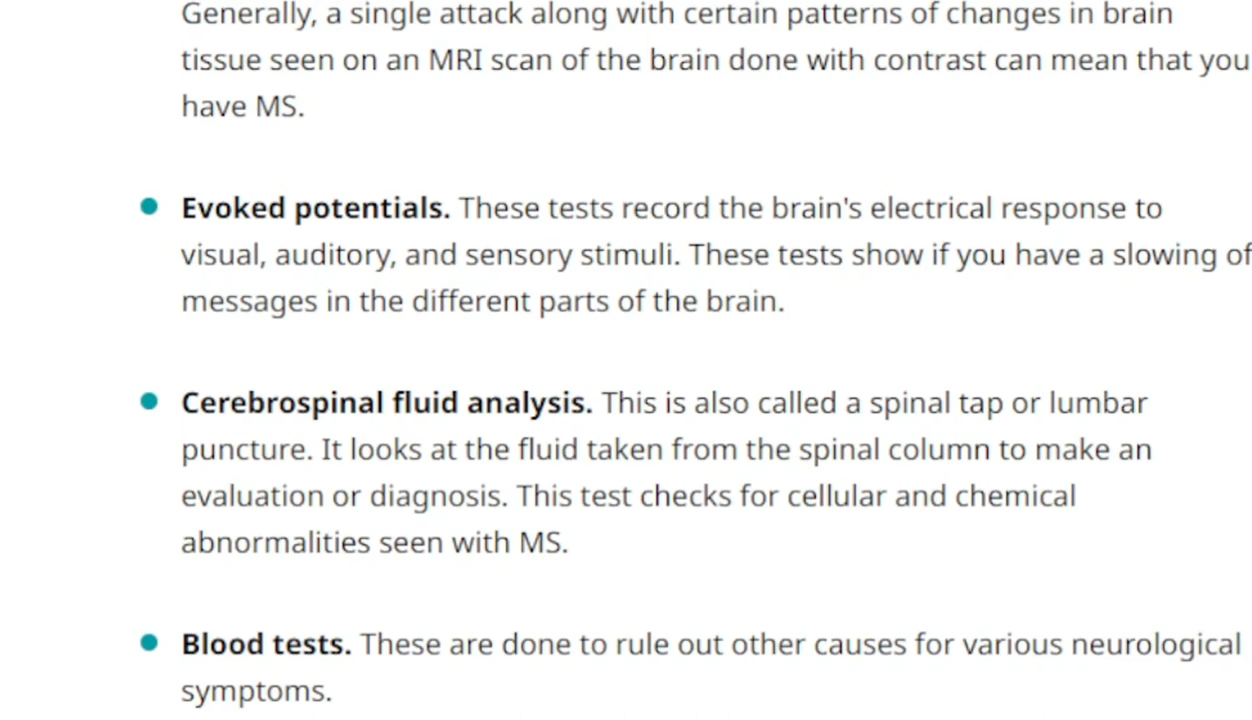 Generally, a single attack along with certain patterns of changes in brain
tissue seen on an MRI scan of the brain done with contrast can mean that you
have MS.
Evoked potentials. These tests record the brain's electrical response to
visual, auditory, and sensory stimuli. These tests show if you have a slowing of
messages in the different parts of the brain.
Cerebrospinal fluid analysis. This is also called a spinal tap or lumbar
puncture. It looks at the fluid taken from the spinal column to make an
evaluation or diagnosis. This test checks for cellular and chemical
abnormalities seen with MS.
Blood tests. These are done to rule out other causes for various neurological
symptoms.